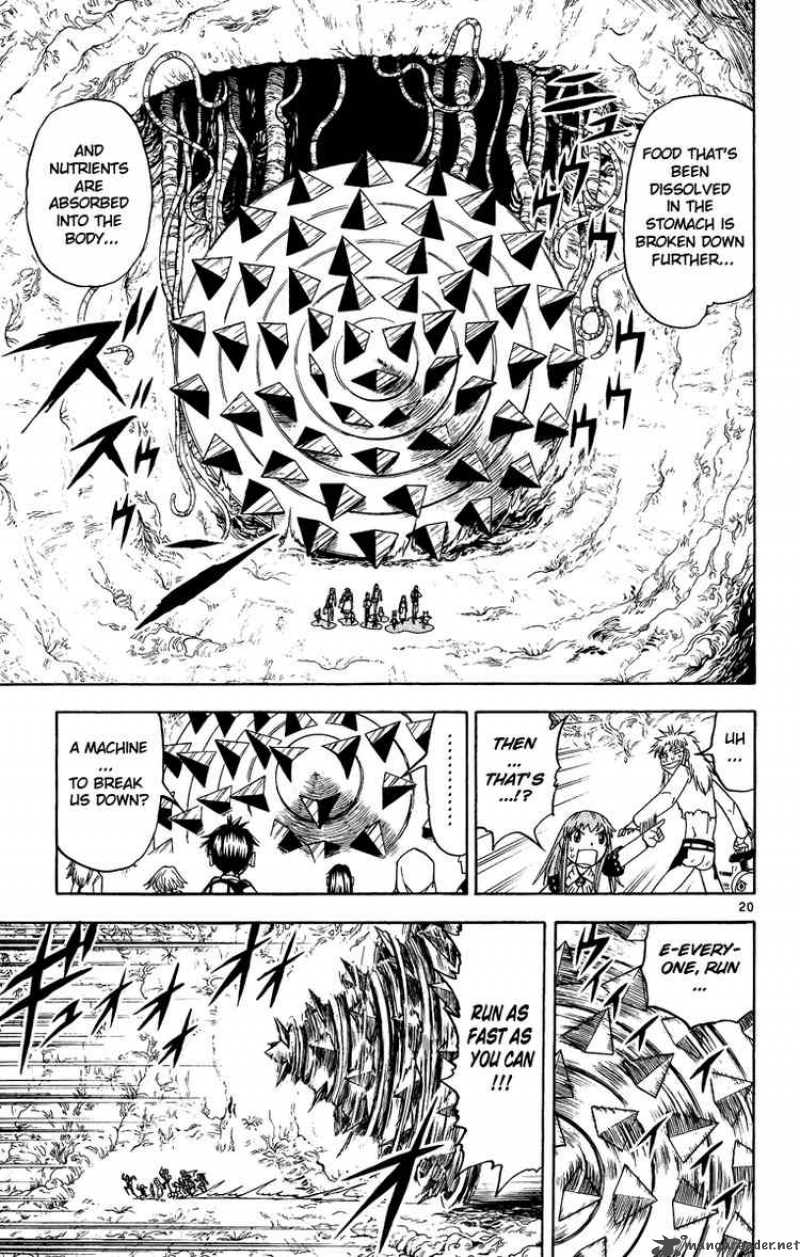 FOOD THAT'S
BEEN
DISSOLVED
IN THE
STOMACH IS
BROKEN DOWN
FURTHER...
AND
NUTRIENTS
ARE
ABSORBED
INTO THE
BODY...
UH
...
THEN
...
THAT'S
...!?
.........
A MACHINE
...
TO BREAK
US DOWN?
20
E-EVERY-
ONE, RUN
...
RUN AS
FAST AS
YOU CAN
!!!
mangareader.net